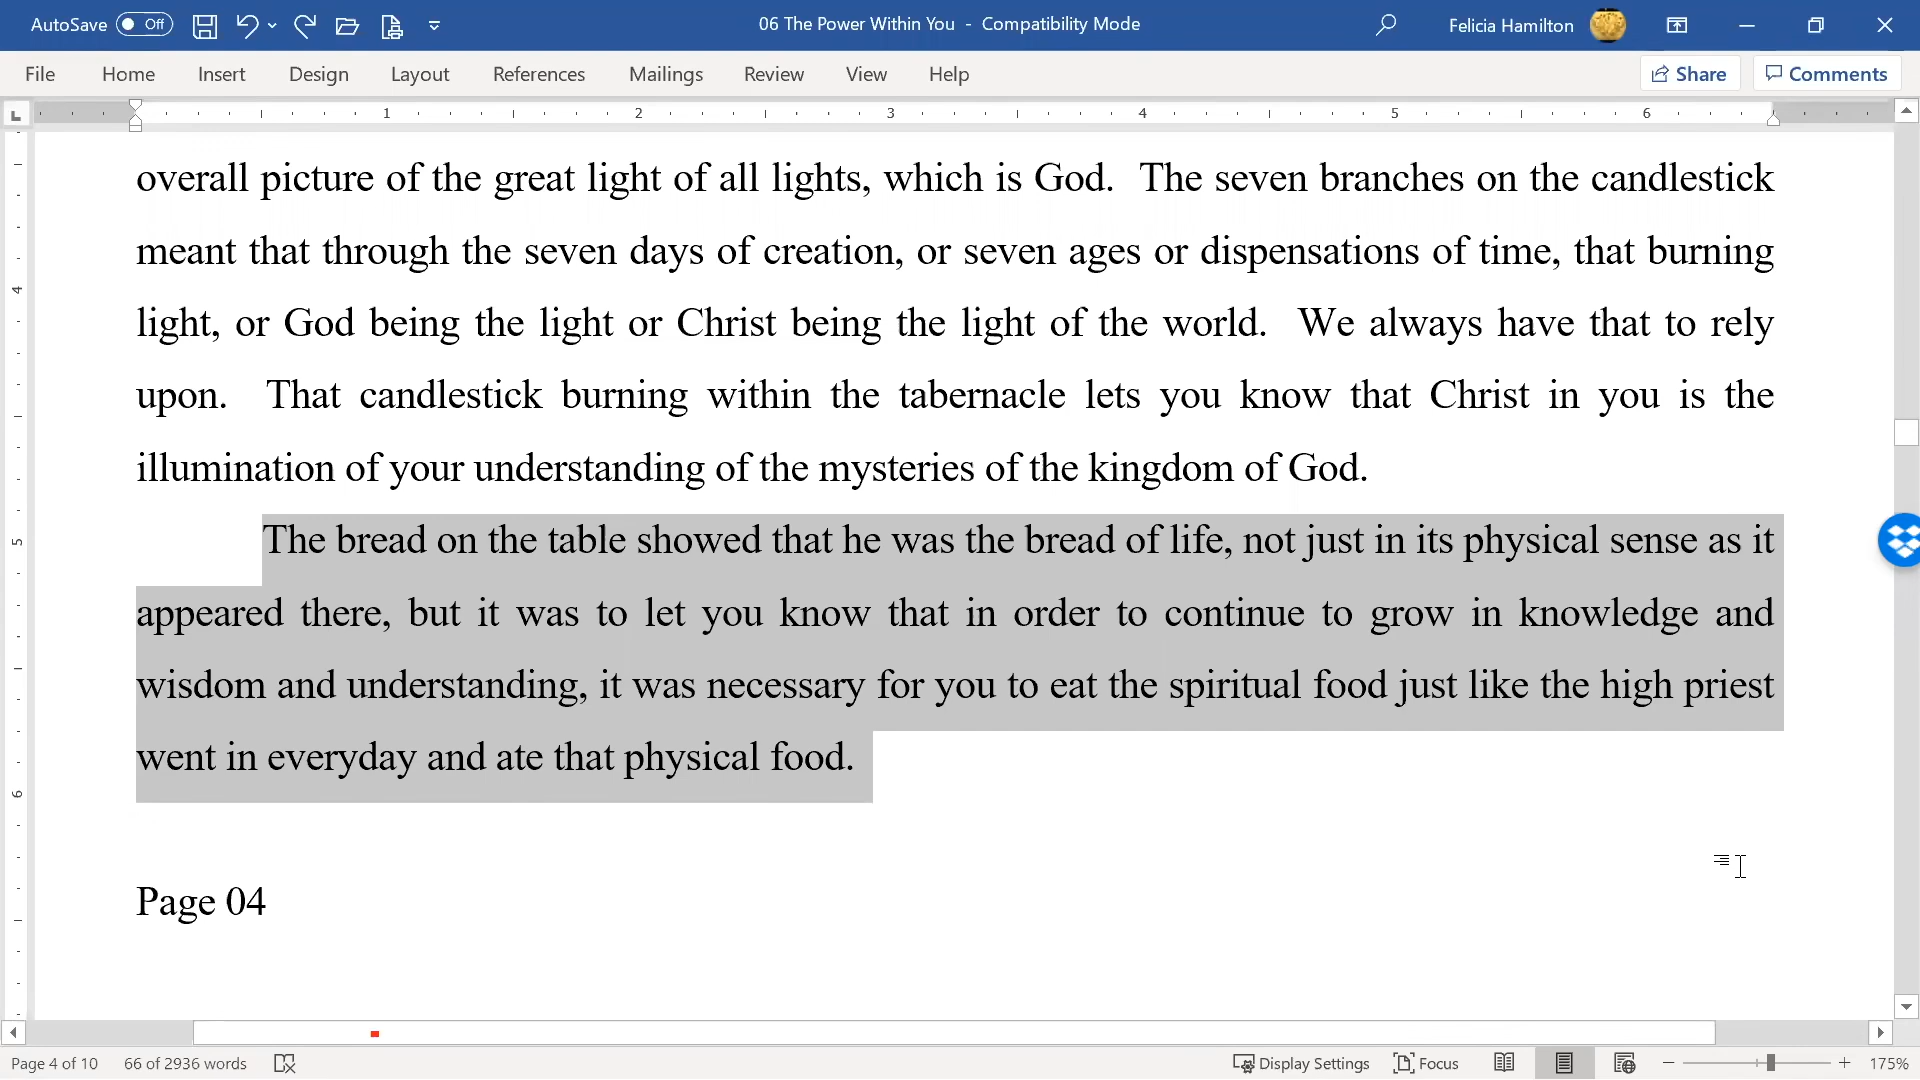 AutoSave Off 06 The Power Within You - Compatibility Mode Felicia Hamilton
File Home Insert Design Layout References Mailings Review View Help Share Comments
1 2 3 4 5 6
overall picture of the great light of all lights, which is God. The seven branches on the candlestick
meant that through the seven days of creation, or seven ages or dispensations of time, that burning
4
light, or God being the light or Christ being the light of the world. We always have that to rely
upon. That candlestick burning within the tabernacle lets you know that Christ in you is the
illumination of your understanding of the mysteries of the kingdom of God.
5
The bread on the table showed that he was the bread of life, not just in its physical sense as it
appeared there, but it was to let you know that in order to continue to grow in knowledge and
wisdom and understanding, it was necessary for you to eat the spiritual food just like the high priest
went in everyday and ate that physical food.
6
Page 04
Page 4 of 10 66 of 2936 words Display Settings Focus 175%